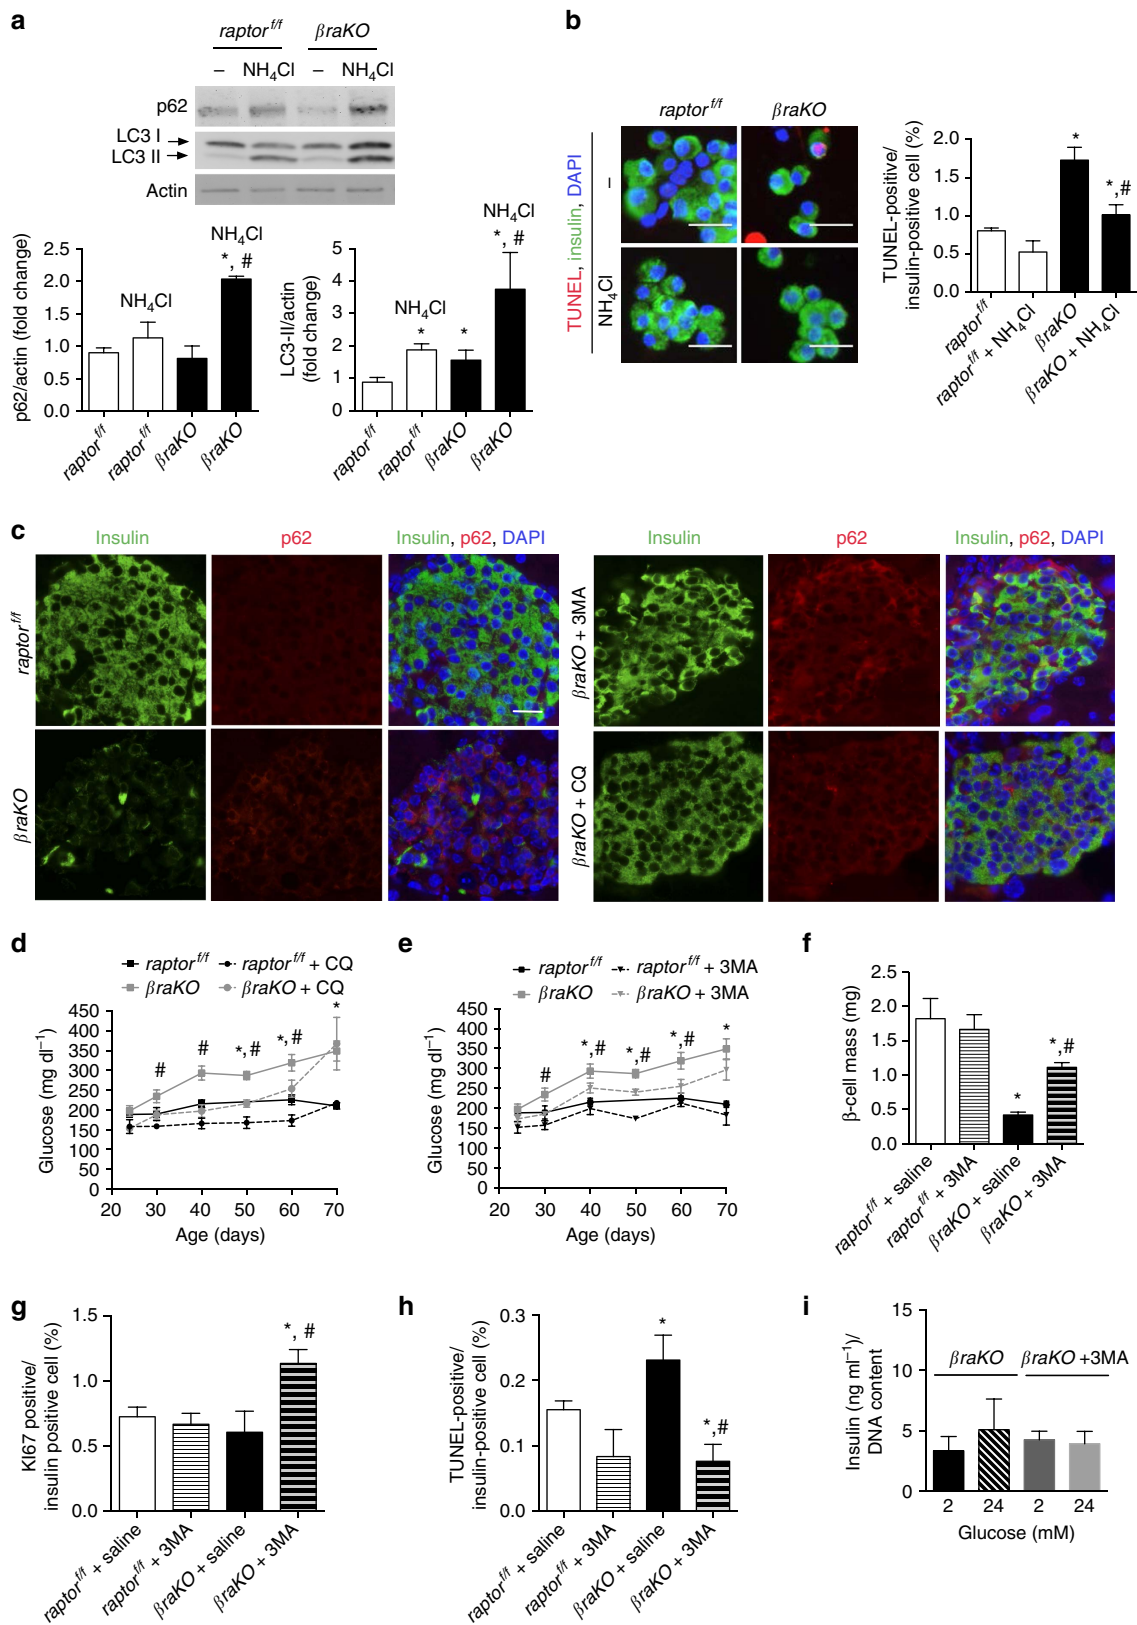 a
raptor f/f βraKO
– NH4Cl – NH4Cl
p62
LC3 I
LC3 II
Actin
p62/actin (fold change)
2.5
2.0
1.5
1.0
0.5
0.0
NH4Cl
NH4Cl
*, #
raptor f/f
raptor f/f
βraKO
βraKO
LC3-II/actin
(fold change)
5
4
3
2
1
0
NH4Cl
*
*
NH4Cl
*, #
raptor f/f
raptor f/f
βraKO
βraKO
b
raptor f/f βraKO
TUNEL, insulin, DAPI
–
NH4Cl
TUNEL-positive/
insulin-positive cell (%)
2.0
1.5
1.0
0.5
0.0
*
*,#
raptor f/f
raptor f/f + NH4Cl
βraKO
βraKO + NH4Cl
c
Insulin p62 Insulin, p62, DAPI
raptor f/f
βraKO
Insulin p62 Insulin, p62, DAPI
βraKO + 3MA
βraKO + CQ
d
raptor f/f raptor f/f + CQ
βraKO βraKO + CQ
Glucose (mg dl–1)
450
400
350
300
250
200
150
100
50
0
# # *,# *,# *
20 30 40 50 60 70
Age (days)
e
raptor f/f raptor f/f + 3MA
βraKO βraKO + 3MA
Glucose (mg dl–1)
450
400
350
300
250
200
150
100
50
0
# *,# *,# *,# *
20 30 40 50 60 70
Age (days)
f
β-cell mass (mg)
2.5
2.0
1.5
1.0
0.5
0.0
*
*,#
raptor f/f + saline
raptor f/f + 3MA
βraKO + saline
βraKO + 3MA
g
KI67 positive/
insulin positive cell (%)
1.5
1.0
0.5
0.0
*, #
raptor f/f + saline
raptor f/f + 3MA
βraKO + saline
βraKO + 3MA
h
TUNEL-positive/
insulin-positive cell (%)
0.3
0.2
0.1
0.0
*
*,#
raptor f/f + saline
raptor f/f + 3MA
βraKO + saline
βraKO + 3MA
i
Insulin (ng ml–1)/
DNA content
15
10
5
0
βraKO βraKO +3MA
2 24 2 24
Glucose (mM)